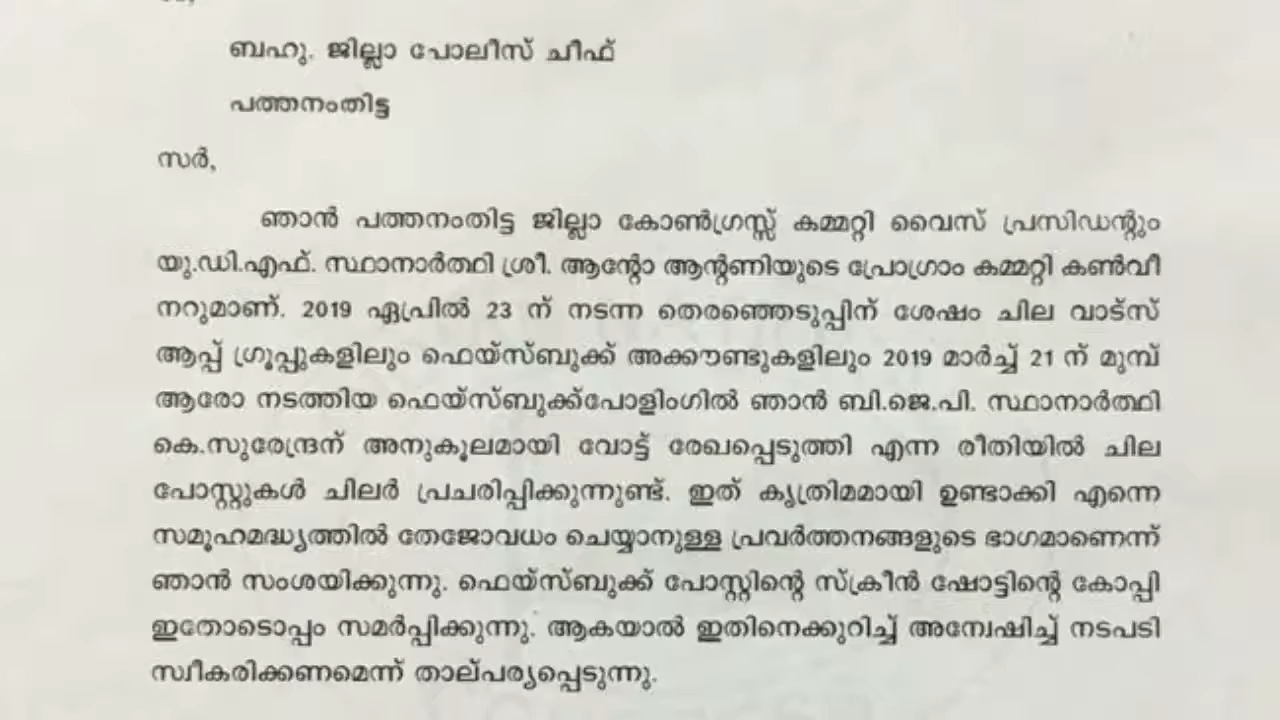 ബഹു. ജില്ലാ പോലീസ് ചീഫ്
പത്തനംതിട്ട
സർ,
ഞാൻ പത്തനംതിട്ട ജില്ലാ കോൺഗ്രസ്സ് കമ്മറ്റി വൈസ് പ്രസിഡന്റും
യു.ഡി.എഫ്. സ്ഥാനാർത്ഥി ശ്രീ. ആന്റോ ആന്റണിയുടെ പ്രോഗ്രാം കമ്മറ്റി കൺവീ
നറുമാണ്. 2019 ഏപ്രിൽ 23 ന് നടന്ന തെരഞ്ഞെടുപ്പിന് ശേഷം ചില വാട്സ്
ആപ്പ് ഗ്രൂപ്പുകളിലും ഫെയ്സ്ബുക്ക് അക്കൗണ്ടുകളിലും 2019 മാർച്ച് 21 ന് മുമ്പ്
ആരോ നടത്തിയ ഫെയ്സ്ബുക്ക്പോളിംഗിൽ ഞാൻ ബി.ജെ.പി. സ്ഥാനാർത്ഥി
കെ.സുരേന്ദ്രന് അനുകൂലമായി വോട്ട് രേഖപ്പെടുത്തി എന്ന രീതിയിൽ ചില
പോസ്റ്റുകൾ ചിലർ പ്രചരിപ്പിക്കുന്നുണ്ട്. ഇത് കൃത്രിമമായി ഉണ്ടാക്കി എന്നെ
സമൂഹമദ്ധ്യത്തിൽ തേജോവധം ചെയ്യാനുള്ള പ്രവർത്തനങ്ങളുടെ ഭാഗമാണെന്ന്
ഞാൻ സംശയിക്കുന്നു. ഫെയ്സ്ബുക്ക് പോസ്റ്റിന്റെ സ്ക്രീൻ ഷോട്ടിന്റെ കോപ്പി
ഇതോടൊപ്പം സമർപ്പിക്കുന്നു. ആകയാൽ ഇതിനെക്കുറിച്ച് അന്വേഷിച്ച് നടപടി
സ്വീകരിക്കണമെന്ന് താല്പര്യപ്പെടുന്നു.